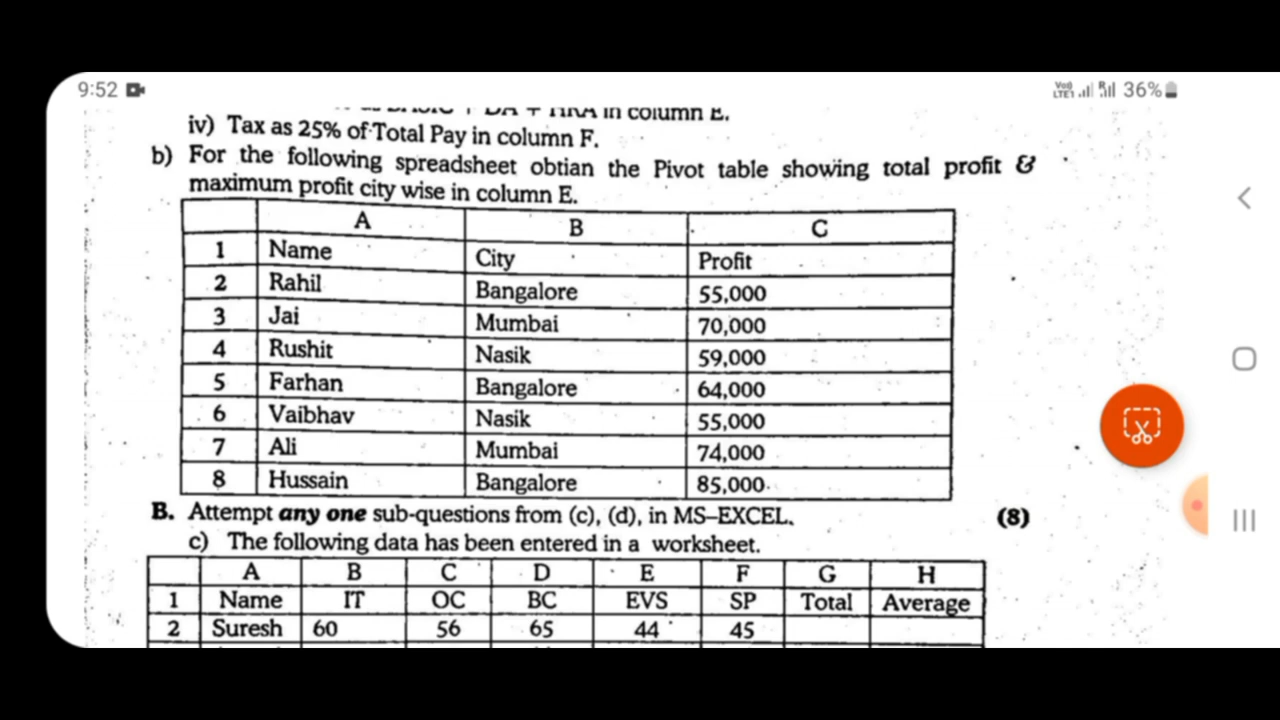 9:52 36%
+ DA + HRA in column E.
iv) Tax as 25% of Total Pay in column F.
b) For the following spreadsheet obtian the Pivot table showing total profit &
maximum profit city wise in column E.
A B C
1 Name City Profit
2 Rahil Bangalore 55,000
3 Jai Mumbai 70,000
4 Rushit Nasik 59,000
5 Farhan Bangalore 64,000
6 Vaibhav Nasik 55,000
7 Ali Mumbai 74,000
8 Hussain Bangalore 85,000
B. Attempt any one sub-questions from (c), (d), in MS-EXCEL. (8)
c) The following data has been entered in a worksheet.
A B C D E F G H
1 Name IT OC BC EVS SP Total Average
2 Suresh 60 56 65 44 45